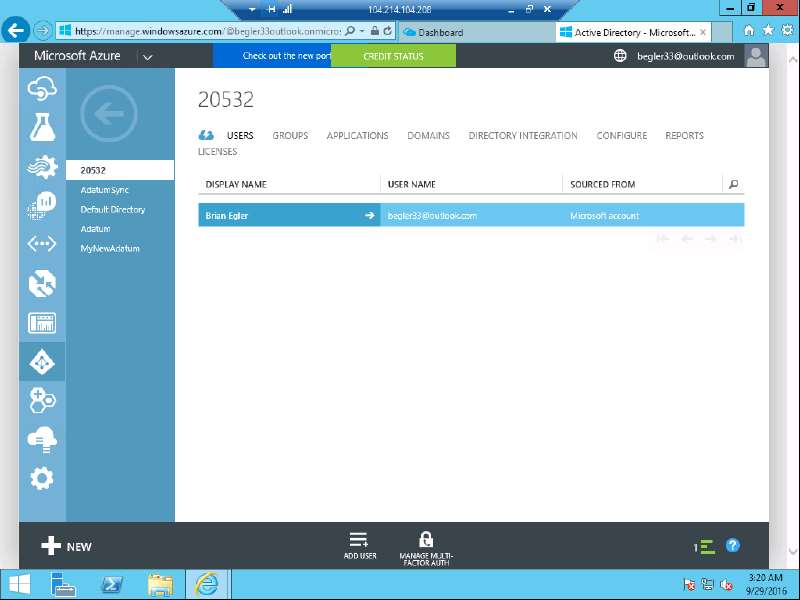 104.214.104.208
https://manage.windowsazure.com/@begler33outlook.onmicros
Dashboard
Active Directory - Microsoft...
Microsoft Azure
Check out the new port
CREDIT STATUS
begler33@outlook.com
20532
USERS GROUPS APPLICATIONS DOMAINS DIRECTORY INTEGRATION CONFIGURE REPORTS
LICENSES
20532
AdatumSync
Default Directory
Adatum
MyNewAdatum
DISPLAY NAME USER NAME SOURCED FROM
Brian Egler begler33@outlook.com Microsoft account
NEW
ADD USER
MANAGE MULTI-
FACTOR AUTH
1
?
3:20 AM
9/29/2016